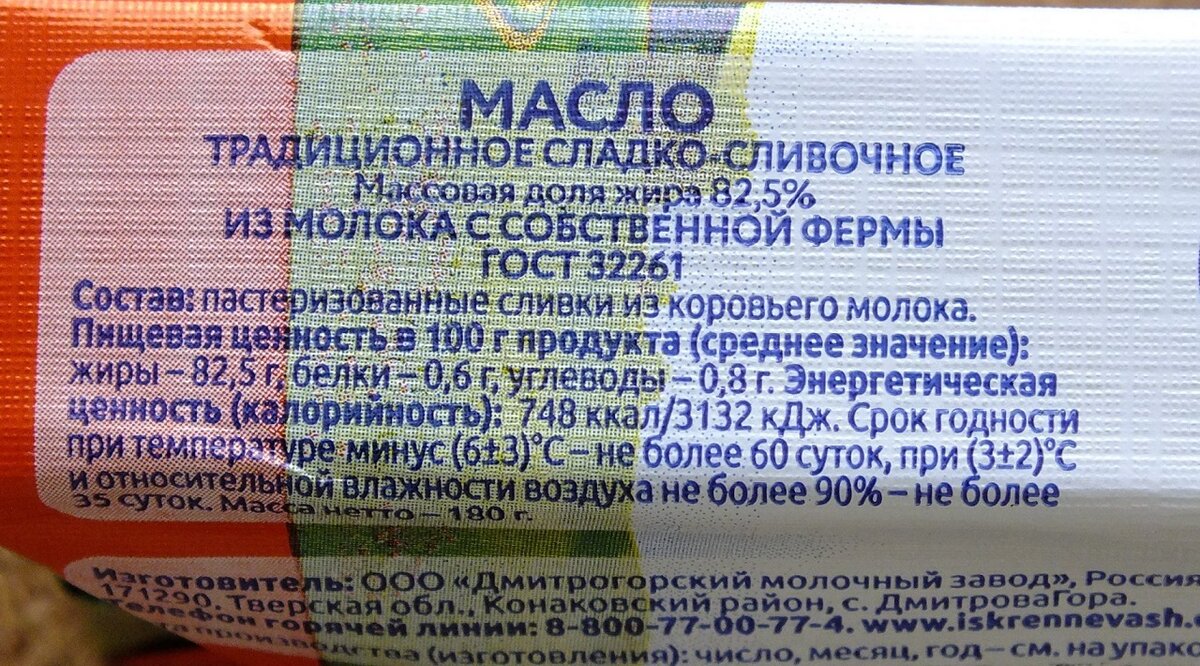 МАСЛО
ТРАДИЦИОННОЕ СЛАДКО-СЛИВОЧНОЕ
Массовая доля жира 82,5%
ИЗ МОЛОКА С СОБСТВЕННОЙ ФЕРМЫ
ГОСТ 32261
Состав: пастеризованные сливки из коровьего молока.
Пищевая ценность в 100 г продукта (среднее значение):
жиры – 82,5 г, белки – 0,6 г, углеводы – 0,8 г. Энергетическая
ценность (калорийность): 748 ккал/3132 кДж. Срок годности
при температуре минус (6±3)°С – не более 60 суток, при (3±2)°С
и относительной влажности воздуха не более 90% – не более
35 суток. Масса нетто – 180 г.
Изготовитель: ООО «Дмитрогорский молочный завод», Россия
171290. Тверская обл., Конаковский район, с. ДмитроваГора.
Телефон горячей линии: 8-800-77-00-77-4. www.iskrennevash.
производства (изготовления): число, месяц, год – см. на упак